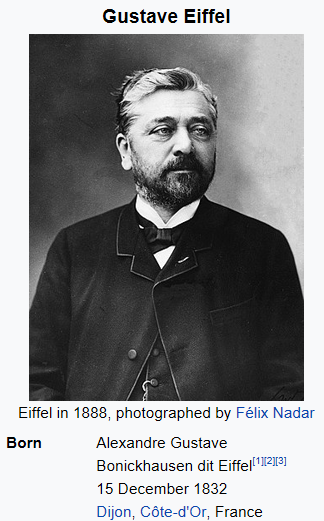 Gustave Eiffel
Eiffel in 1888, photographed by Félix Nadar
Born
Alexandre Gustave
Bonickhausen dit Eiffel[1][2][3]
15 December 1832
Dijon, Côte-d'Or, France